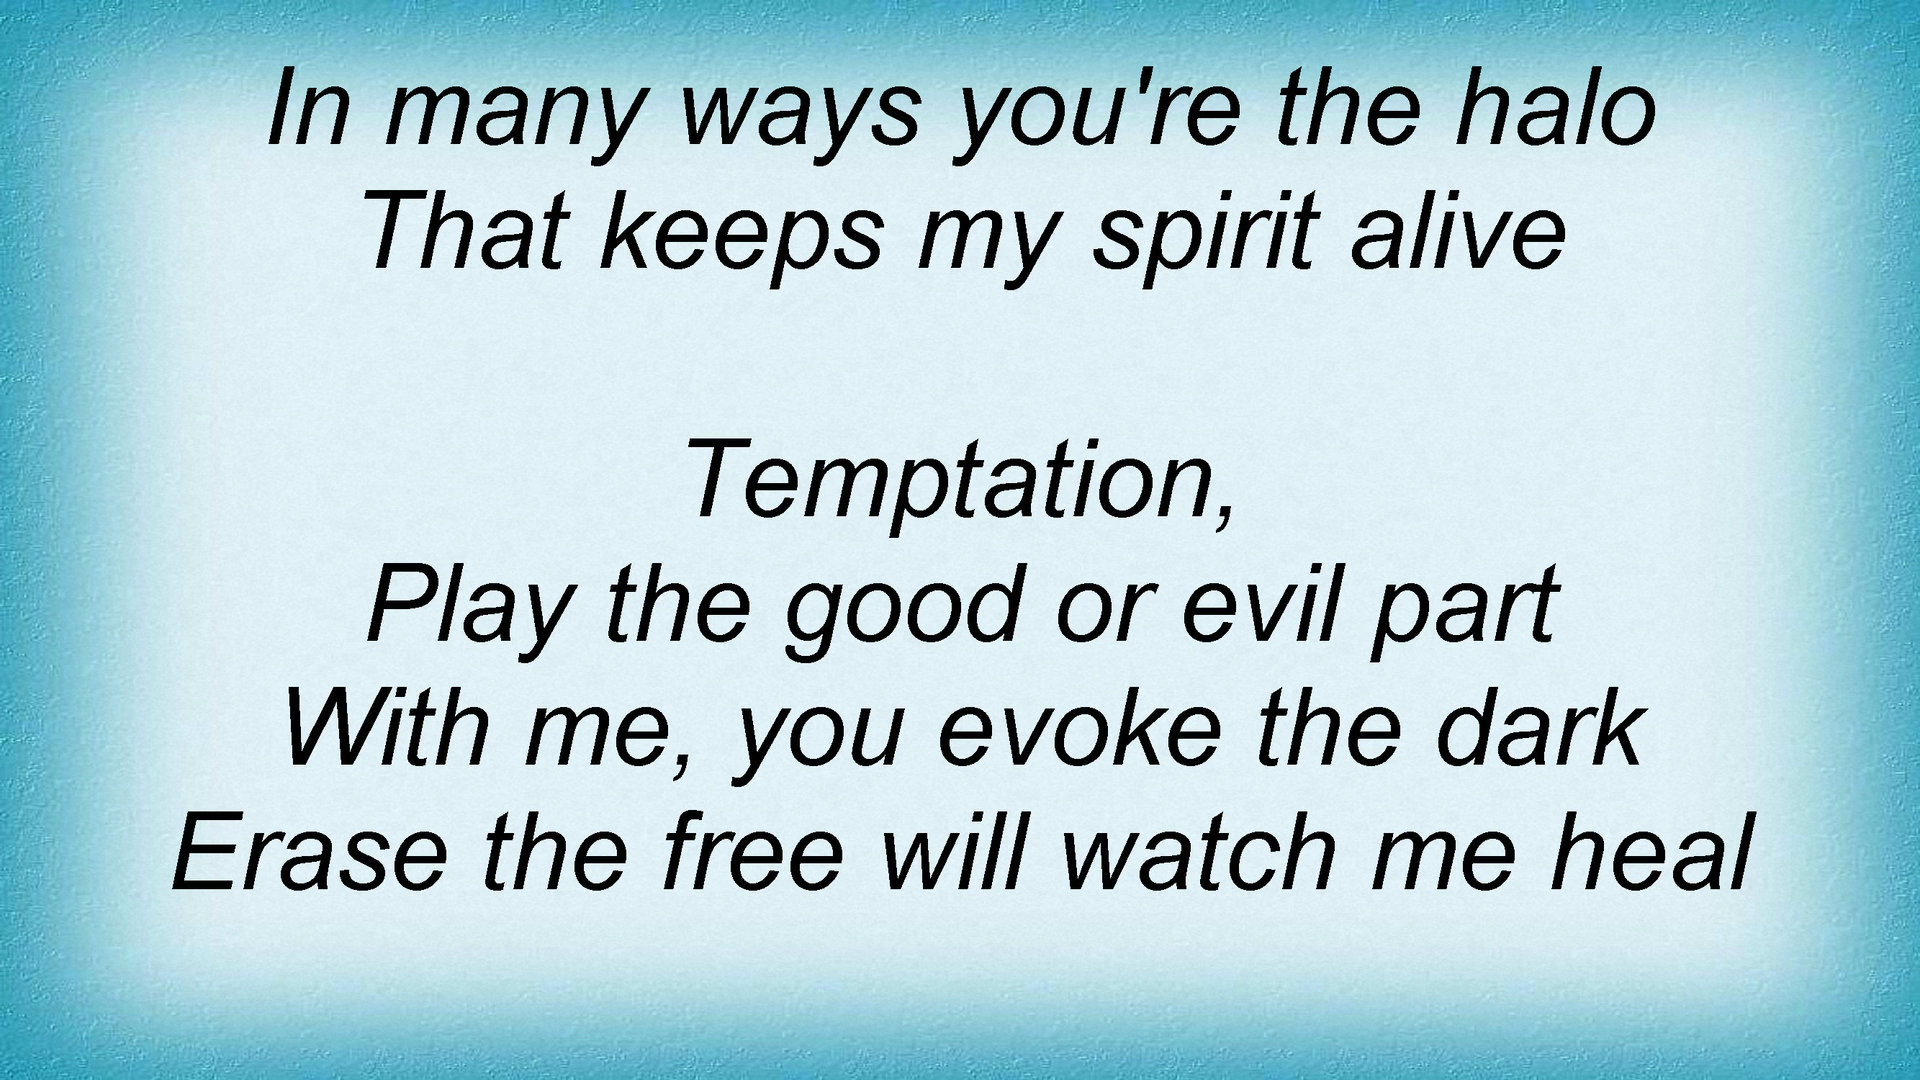 In many ways you're the halo
That keeps my spirit alive
Temptation,
Play the good or evil part
With me, you evoke the dark
Erase the free will watch me heal